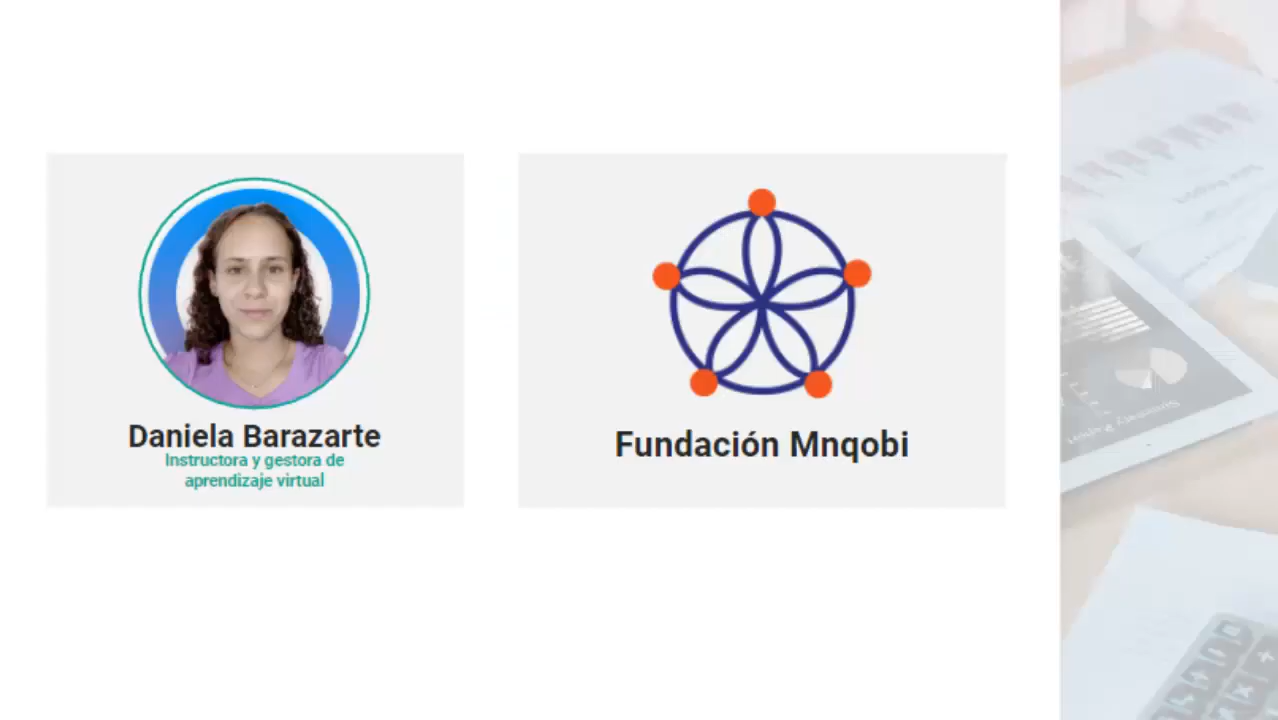 Daniela Barazarte
Instructora y gestora de
aprendizaje virtual
Fundación Mnqobi